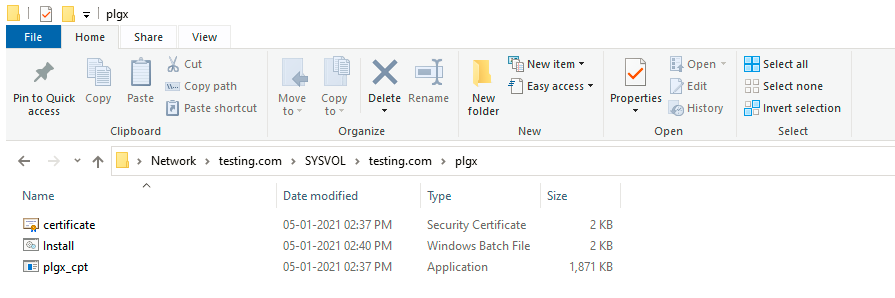 plgx
File Home Share View
Pin to Quick access
Copy
Paste
Cut
Copy path
Paste shortcut
Clipboard
Move to
Copy to
Delete
Rename
Organize
New folder
New item
Easy access
New
Properties
Open
Edit
History
Open
Select all
Select none
Invert selection
Select
Network > testing.com > SYSVOL > testing.com > plgx
Name Date modified Type Size
certificate 05-01-2021 02:37 PM Security Certificate 2 KB
Install 05-01-2021 02:40 PM Windows Batch File 2 KB
plgx_cpt 05-01-2021 02:37 PM Application 1,871 KB